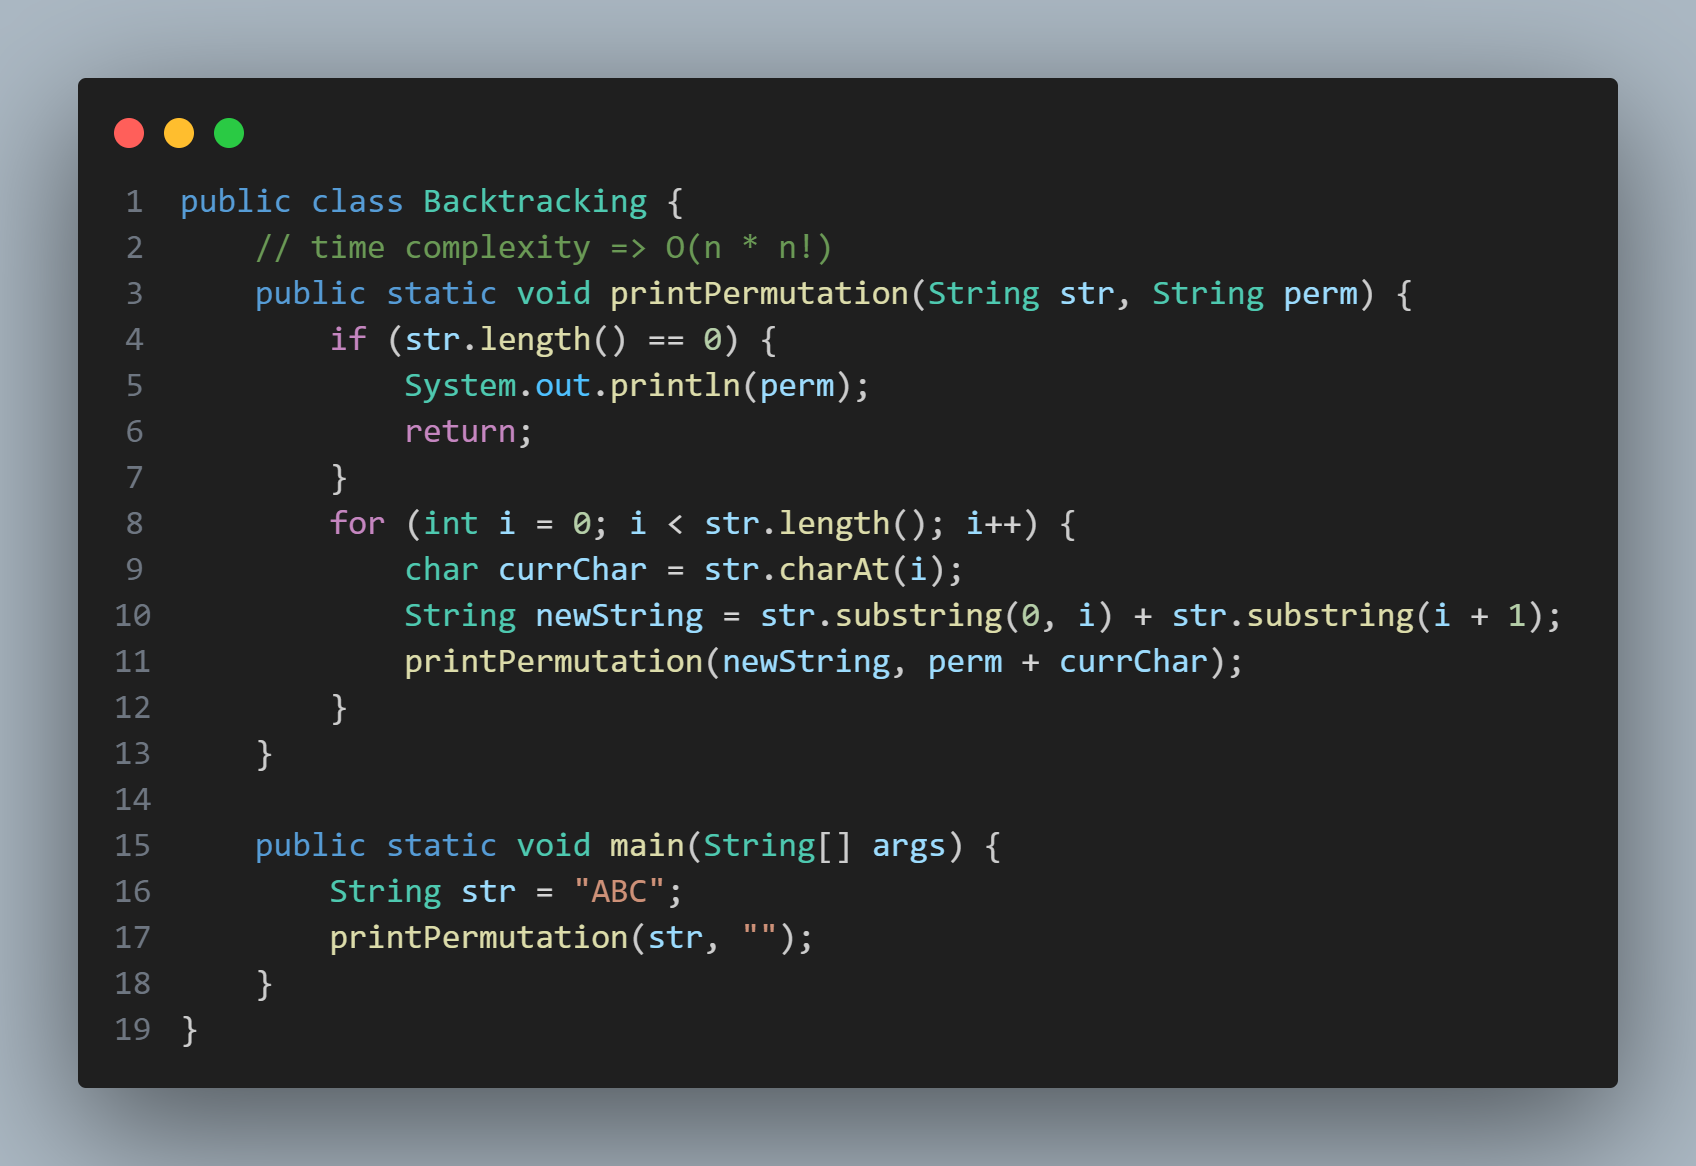 1 public class Backtracking {
2     // time complexity => O(n * n!)
3     public static void printPermutation(String str, String perm) {
4         if (str.length() == 0) {
5             System.out.println(perm);
6             return;
7         }
8         for (int i = 0; i < str.length(); i++) {
9             char currChar = str.charAt(i);
10             String newString = str.substring(0, i) + str.substring(i + 1);
11             printPermutation(newString, perm + currChar);
12         }
13     }
14
15     public static void main(String[] args) {
16         String str = "ABC";
17         printPermutation(str, "");
18     }
19 }